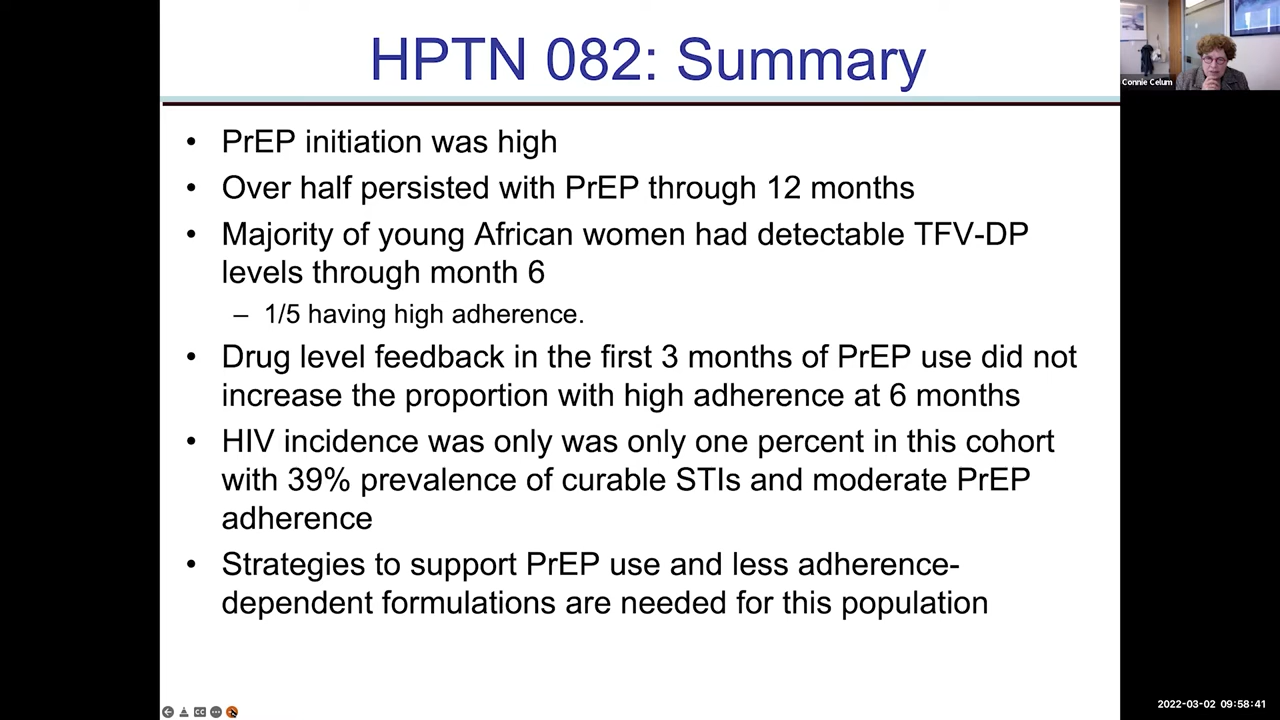 HPTN 082: Summary
Connie Celum
• PrEP initiation was high
• Over half persisted with PrEP through 12 months
• Majority of young African women had detectable TFV-DP
levels through month 6
– 1/5 having high adherence.
• Drug level feedback in the first 3 months of PrEP use did not
increase the proportion with high adherence at 6 months
• HIV incidence was only was only one percent in this cohort
with 39% prevalence of curable STIs and moderate PrEP
adherence
• Strategies to support PrEP use and less adherence-
dependent formulations are needed for this population
CC
2022-03-02 09:58:41